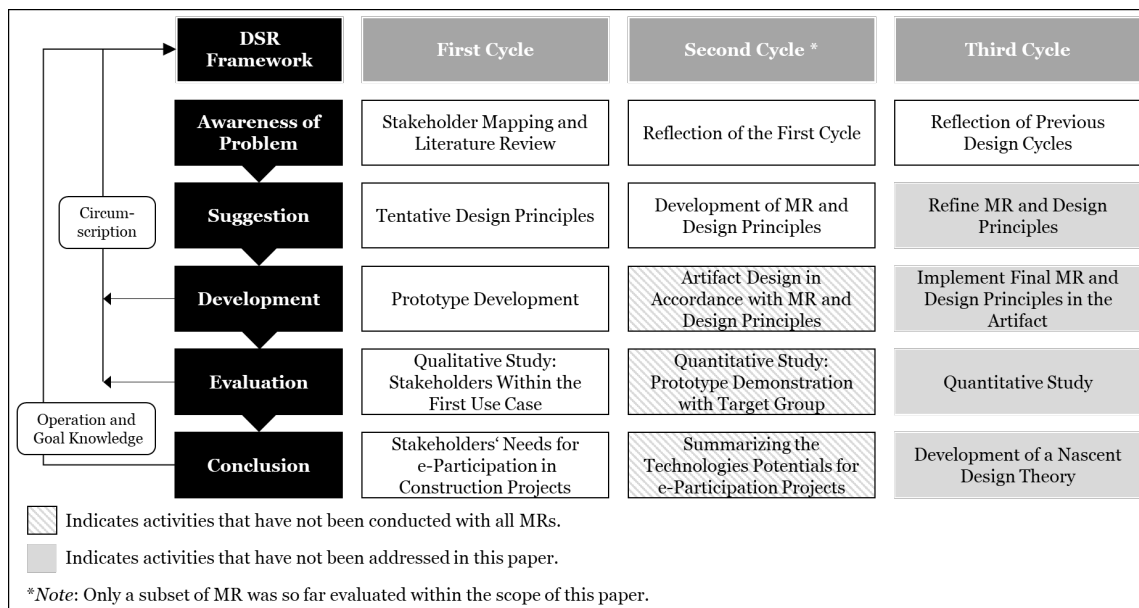 DSR
Framework
First Cycle
Second Cycle *
Third Cycle
Awareness of
Problem
Stakeholder Mapping and
Literature Review
Reflection of the First Cycle
Reflection of Previous
Design Cycles
Circum-
scription
Suggestion
Tentative Design Principles
Development of MR and
Design Principles
Refine MR and Design
Principles
Development
Prototype Development
Artifact Design in
Accordance with MR and
Design Principles
Implement Final MR and
Design Principles in the
Artifact
Evaluation
Qualitative Study:
Stakeholders Within the
First Use Case
Quantitative Study:
Prototype Demonstration
with Target Group
Quantitative Study
Operation and
Goal Knowledge
Conclusion
Stakeholders‘ Needs for
e-Participation in
Construction Projects
Summarizing the
Technologies Potentials for
e-Participation Projects
Development of a Nascent
Design Theory
Indicates activities that have not been conducted with all MRs.
Indicates activities that have not been addressed in this paper.
*Note: Only a subset of MR was so far evaluated within the scope of this paper.